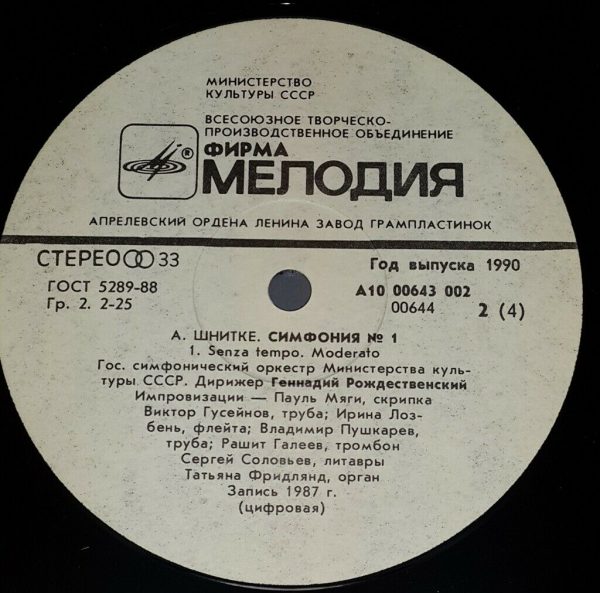 МИНИСТЕРСТВО
КУЛЬТУРЫ СССР
ВСЕСОЮЗНОЕ ТВОРЧЕСКО-
ПРОИЗВОДСТВЕННОЕ ОБЪЕДИНЕНИЕ
®
ФИРМА
МЕЛОДИЯ
АПРЕЛЕВСКИЙ ОРДЕНА ЛЕНИНА ЗАВОД ГРАМПЛАСТИНОК
СТЕРЕО 33
Год выпуска 1990
ГОСТ 5289-88
А10 00643 002
Гр. 2. 2-25
00644
2 (4)
А. ШНИТКЕ. СИМФОНИЯ № 1
1. Senza tempo. Moderato
Гос. симфонический оркестр Министерства куль-
туры СССР. Дирижер Геннадий Рождественский
Импровизации — Пауль Мяги, скрипка
Виктор Гусейнов, труба; Ирина Лоз-
бень, флейта; Владимир Пушкарев,
труба; Рашит Галеев, тромбон
Сергей Соловьев, литавры
Татьяна Фридлянд, орган
Запись 1987 г.
(цифровая)